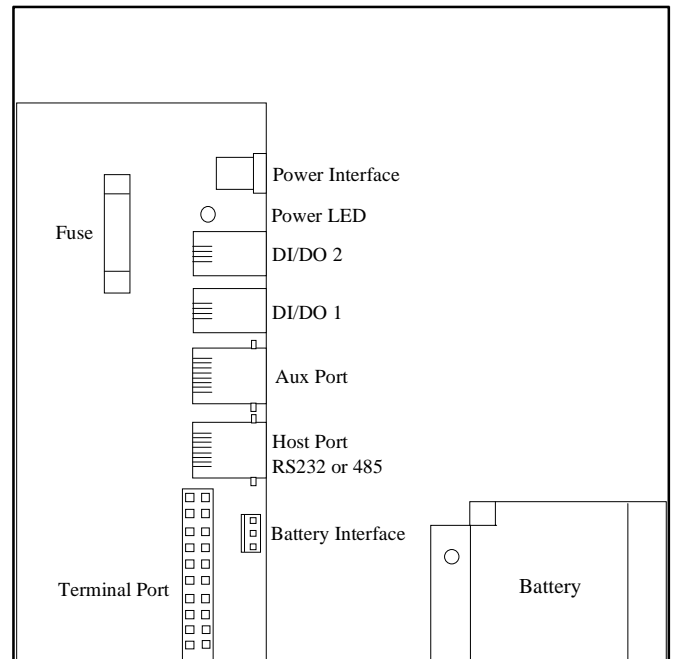 Power Interface
Power LED
Fuse
DI/DO 2
DI/DO 1
Aux Port
Host Port
RS232 or 485
Battery Interface
Terminal Port
Battery